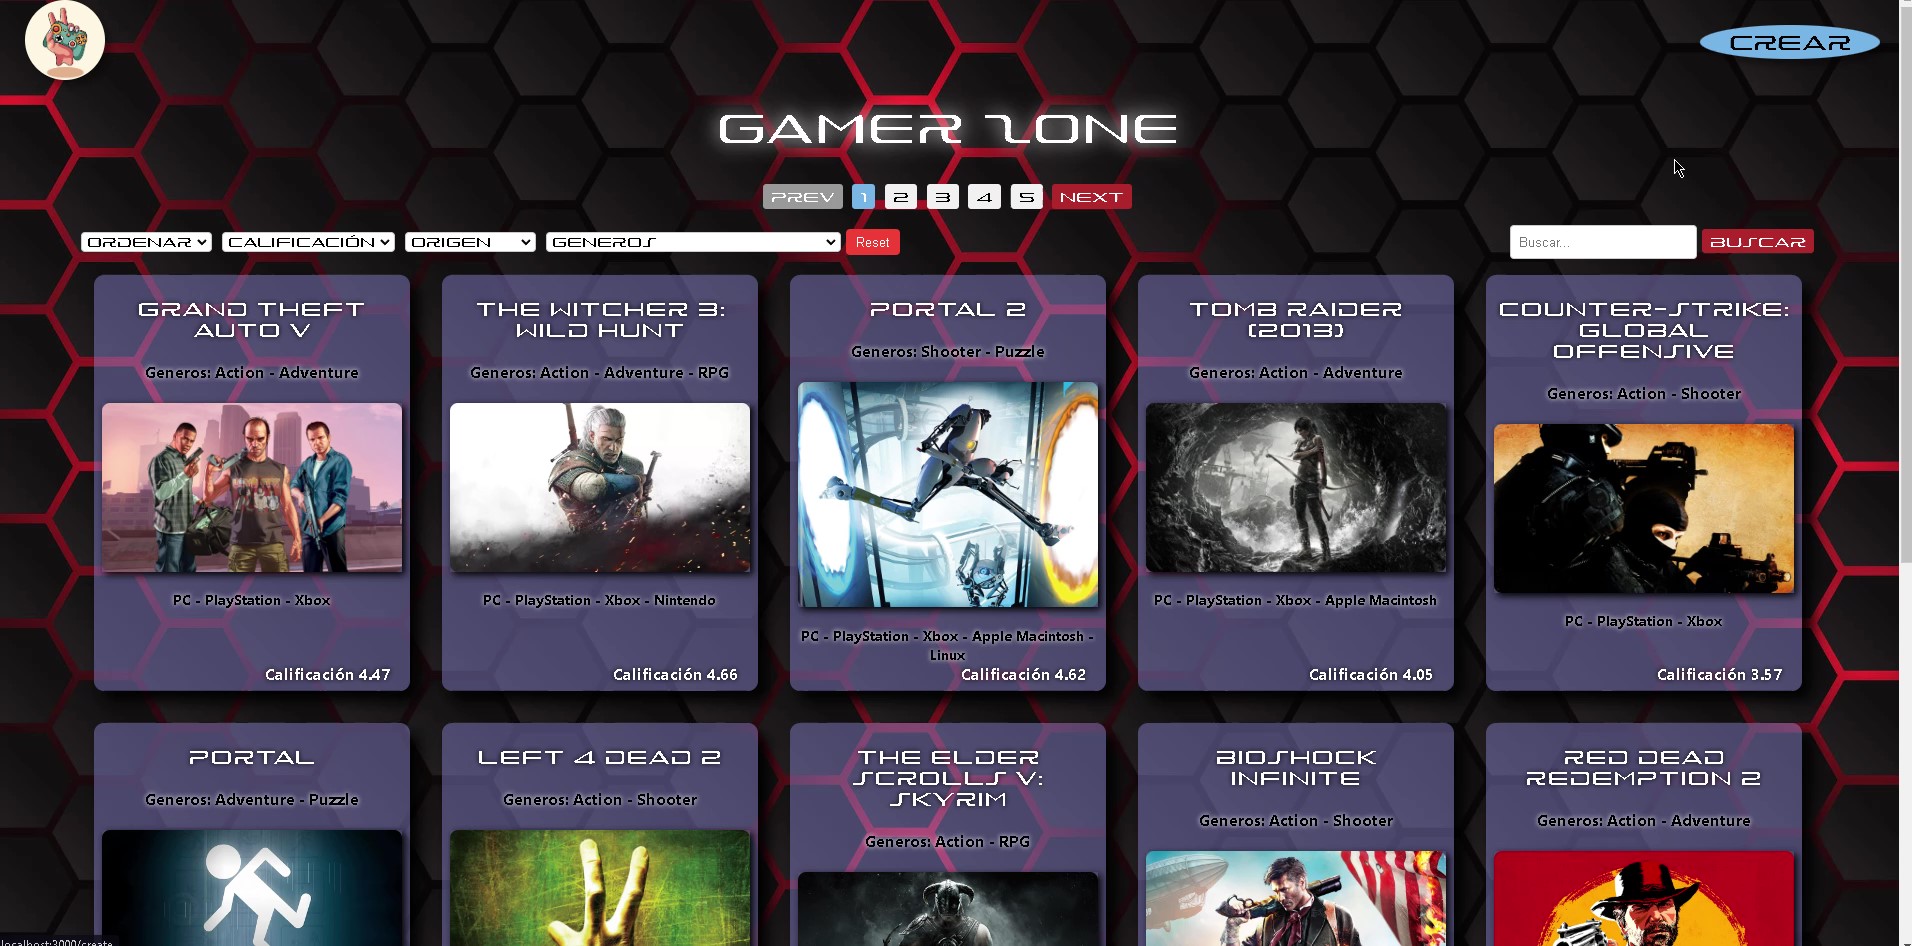 CREAR
GAMER ZONE
PREV 1 2 3 4 5 NEXT
ORDENAR CALIFICACIÓN ORIGEN GENEROS Reset Buscar... BUSCAR
GRAND THEFT
AUTO V
Generos: Action - Adventure
PC - PlayStation - Xbox
Calificación 4.47
THE WITCHER 3:
WILD HUNT
Generos: Action - Adventure - RPG
PC - PlayStation - Xbox - Nintendo
Calificación 4.66
PORTAL 2
Generos: Shooter - Puzzle
PC - PlayStation - Xbox - Apple Macintosh -
Linux
Calificación 4.62
TOMB RAIDER
(2013)
Generos: Action - Adventure
PC - PlayStation - Xbox - Apple Macintosh
Calificación 4.05
COUNTER-STRIKE:
GLOBAL
OFFENSIVE
Generos: Action - Shooter
PC - PlayStation - Xbox
Calificación 3.57
PORTAL
Generos: Adventure - Puzzle
LEFT 4 DEAD 2
Generos: Action - Shooter
THE ELDER
SCROLLS V:
SKYRIM
Generos: Action - RPG
BIOSHOCK
INFINITE
Generos: Action - Shooter
RED DEAD
REDEMPTION 2
Generos: Action - Adventure
localhost:3000/create